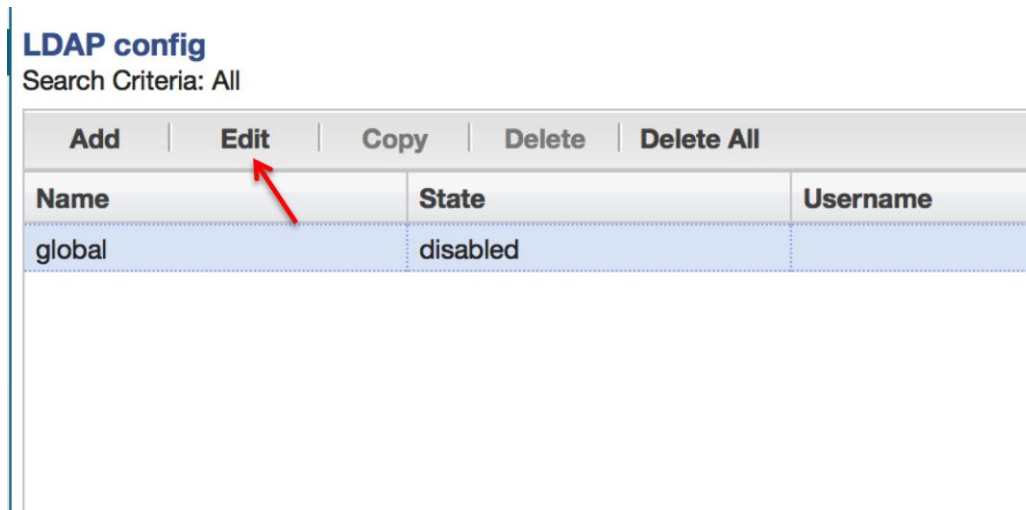 LDAP config
Search Criteria: All
Add Edit Copy Delete Delete All
Name State Username
global disabled